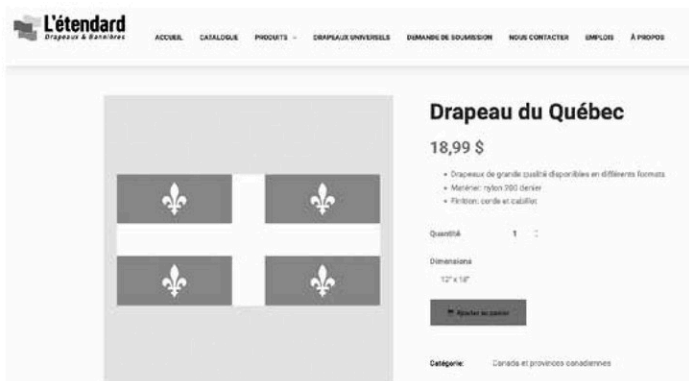 L'étendard
Drapeaux & Bannières
ACCUEIL CATALOGUE PRODUITS DRAPEAUX UNIVERSELS DEMANDE DE SOUMISSION NOUS CONTACTER EMPLOIS À PROPOS
Drapeau du Québec
18,99 $
• Drapeaux de grande qualité disponibles en différents formats
• Matériel: nylon 200 denier
• Finition: corde et cabillot
Quantité 1
Dimensions
12" x 18"
Ajouter au panier
Catégorie: Canada et provinces canadiennes